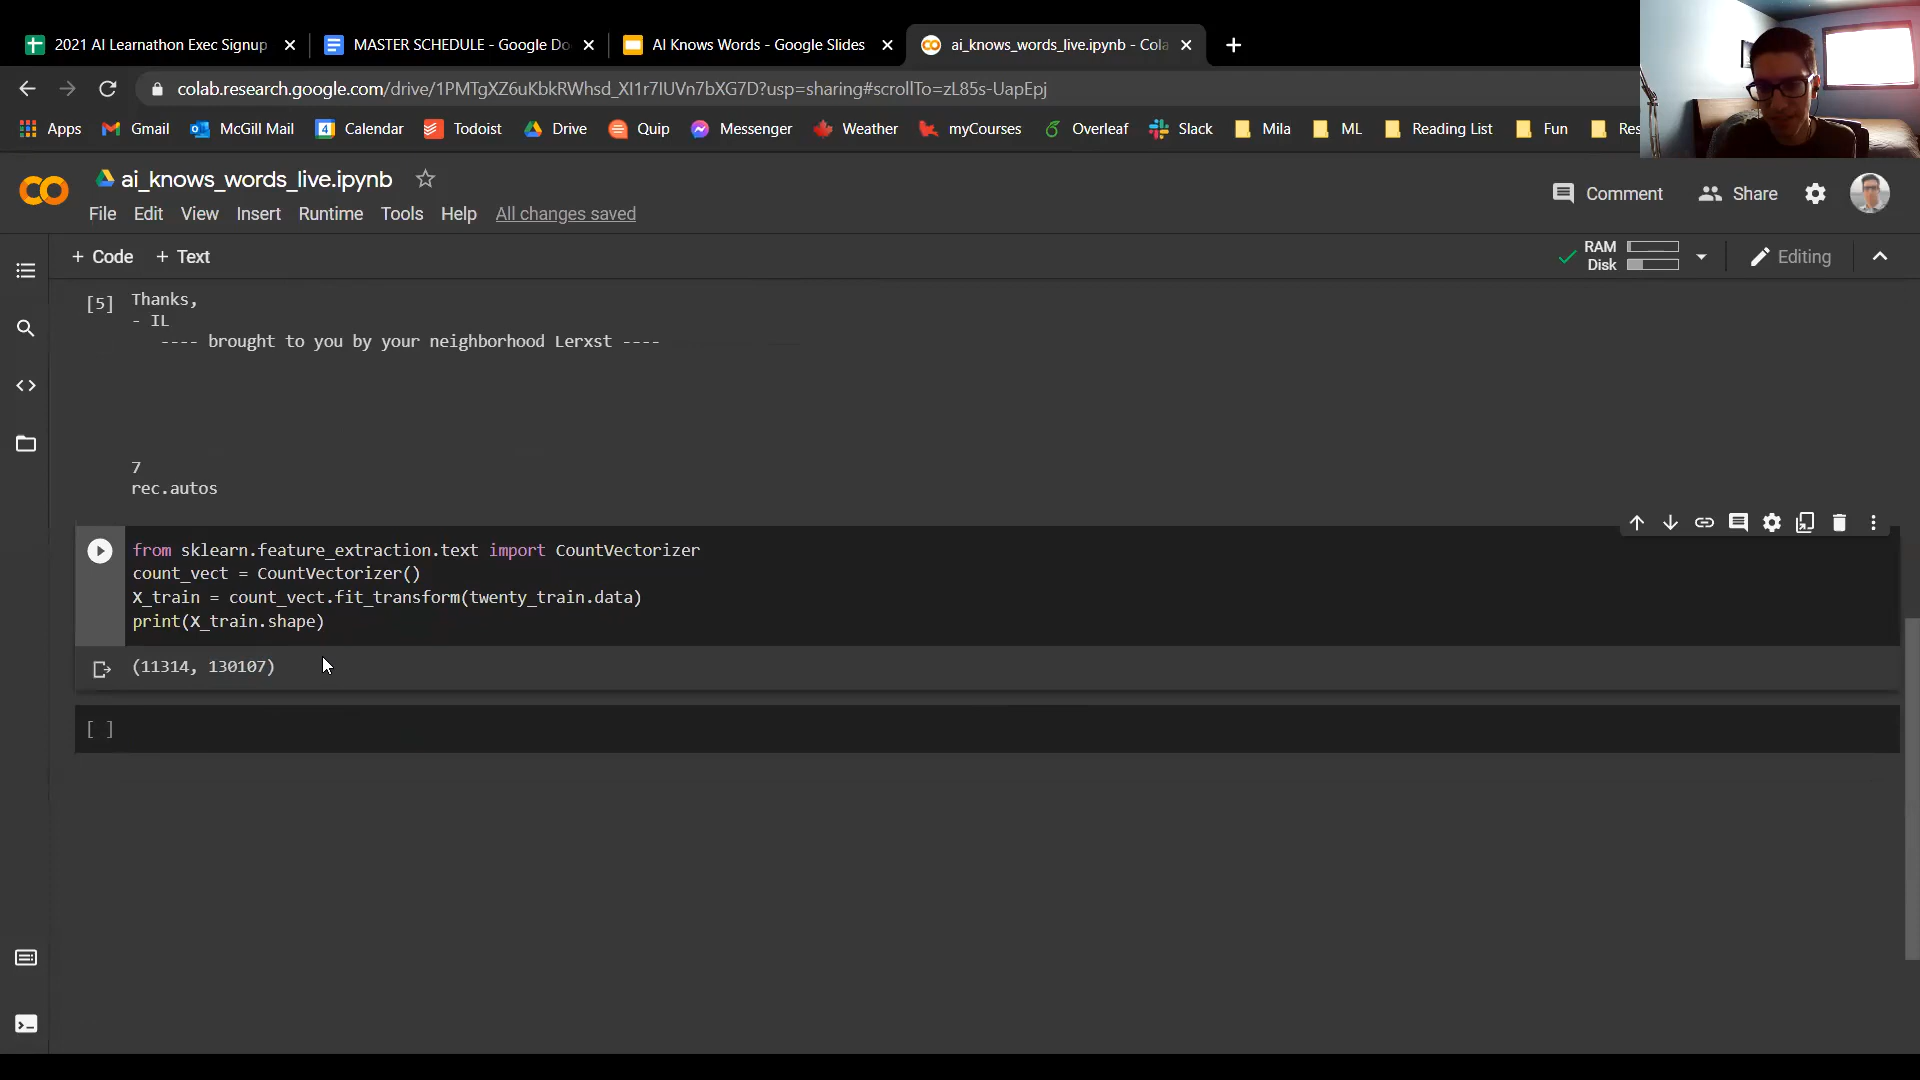 2021 AI Learnathon Exec Signup
MASTER SCHEDULE - Google Do
AI Knows Words - Google Slides
ai_knows_words_live.ipynb - Cola
colab.research.google.com/drive/1PMTgXZ6uKbkRWhsd_XI1r7IUVn7bXG7D?usp=sharing#scrollTo=zL85s-UapEpj
Apps
Gmail
McGill Mail
Calendar
Todoist
Drive
Quip
Messenger
Weather
myCourses
Overleaf
Slack
Mila
ML
Reading List
Fun
Res
ai_knows_words_live.ipynb
File Edit View Insert Runtime Tools Help All changes saved
Comment
Share
+ Code + Text
RAM
Disk
Editing
[5] Thanks,
- IL
---- brought to you by your neighborhood Lerxst ----
7
rec.autos
from sklearn.feature_extraction.text import CountVectorizer
count_vect = CountVectorizer()
X_train = count_vect.fit_transform(twenty_train.data)
print(X_train.shape)
(11314, 130107)
[ ]